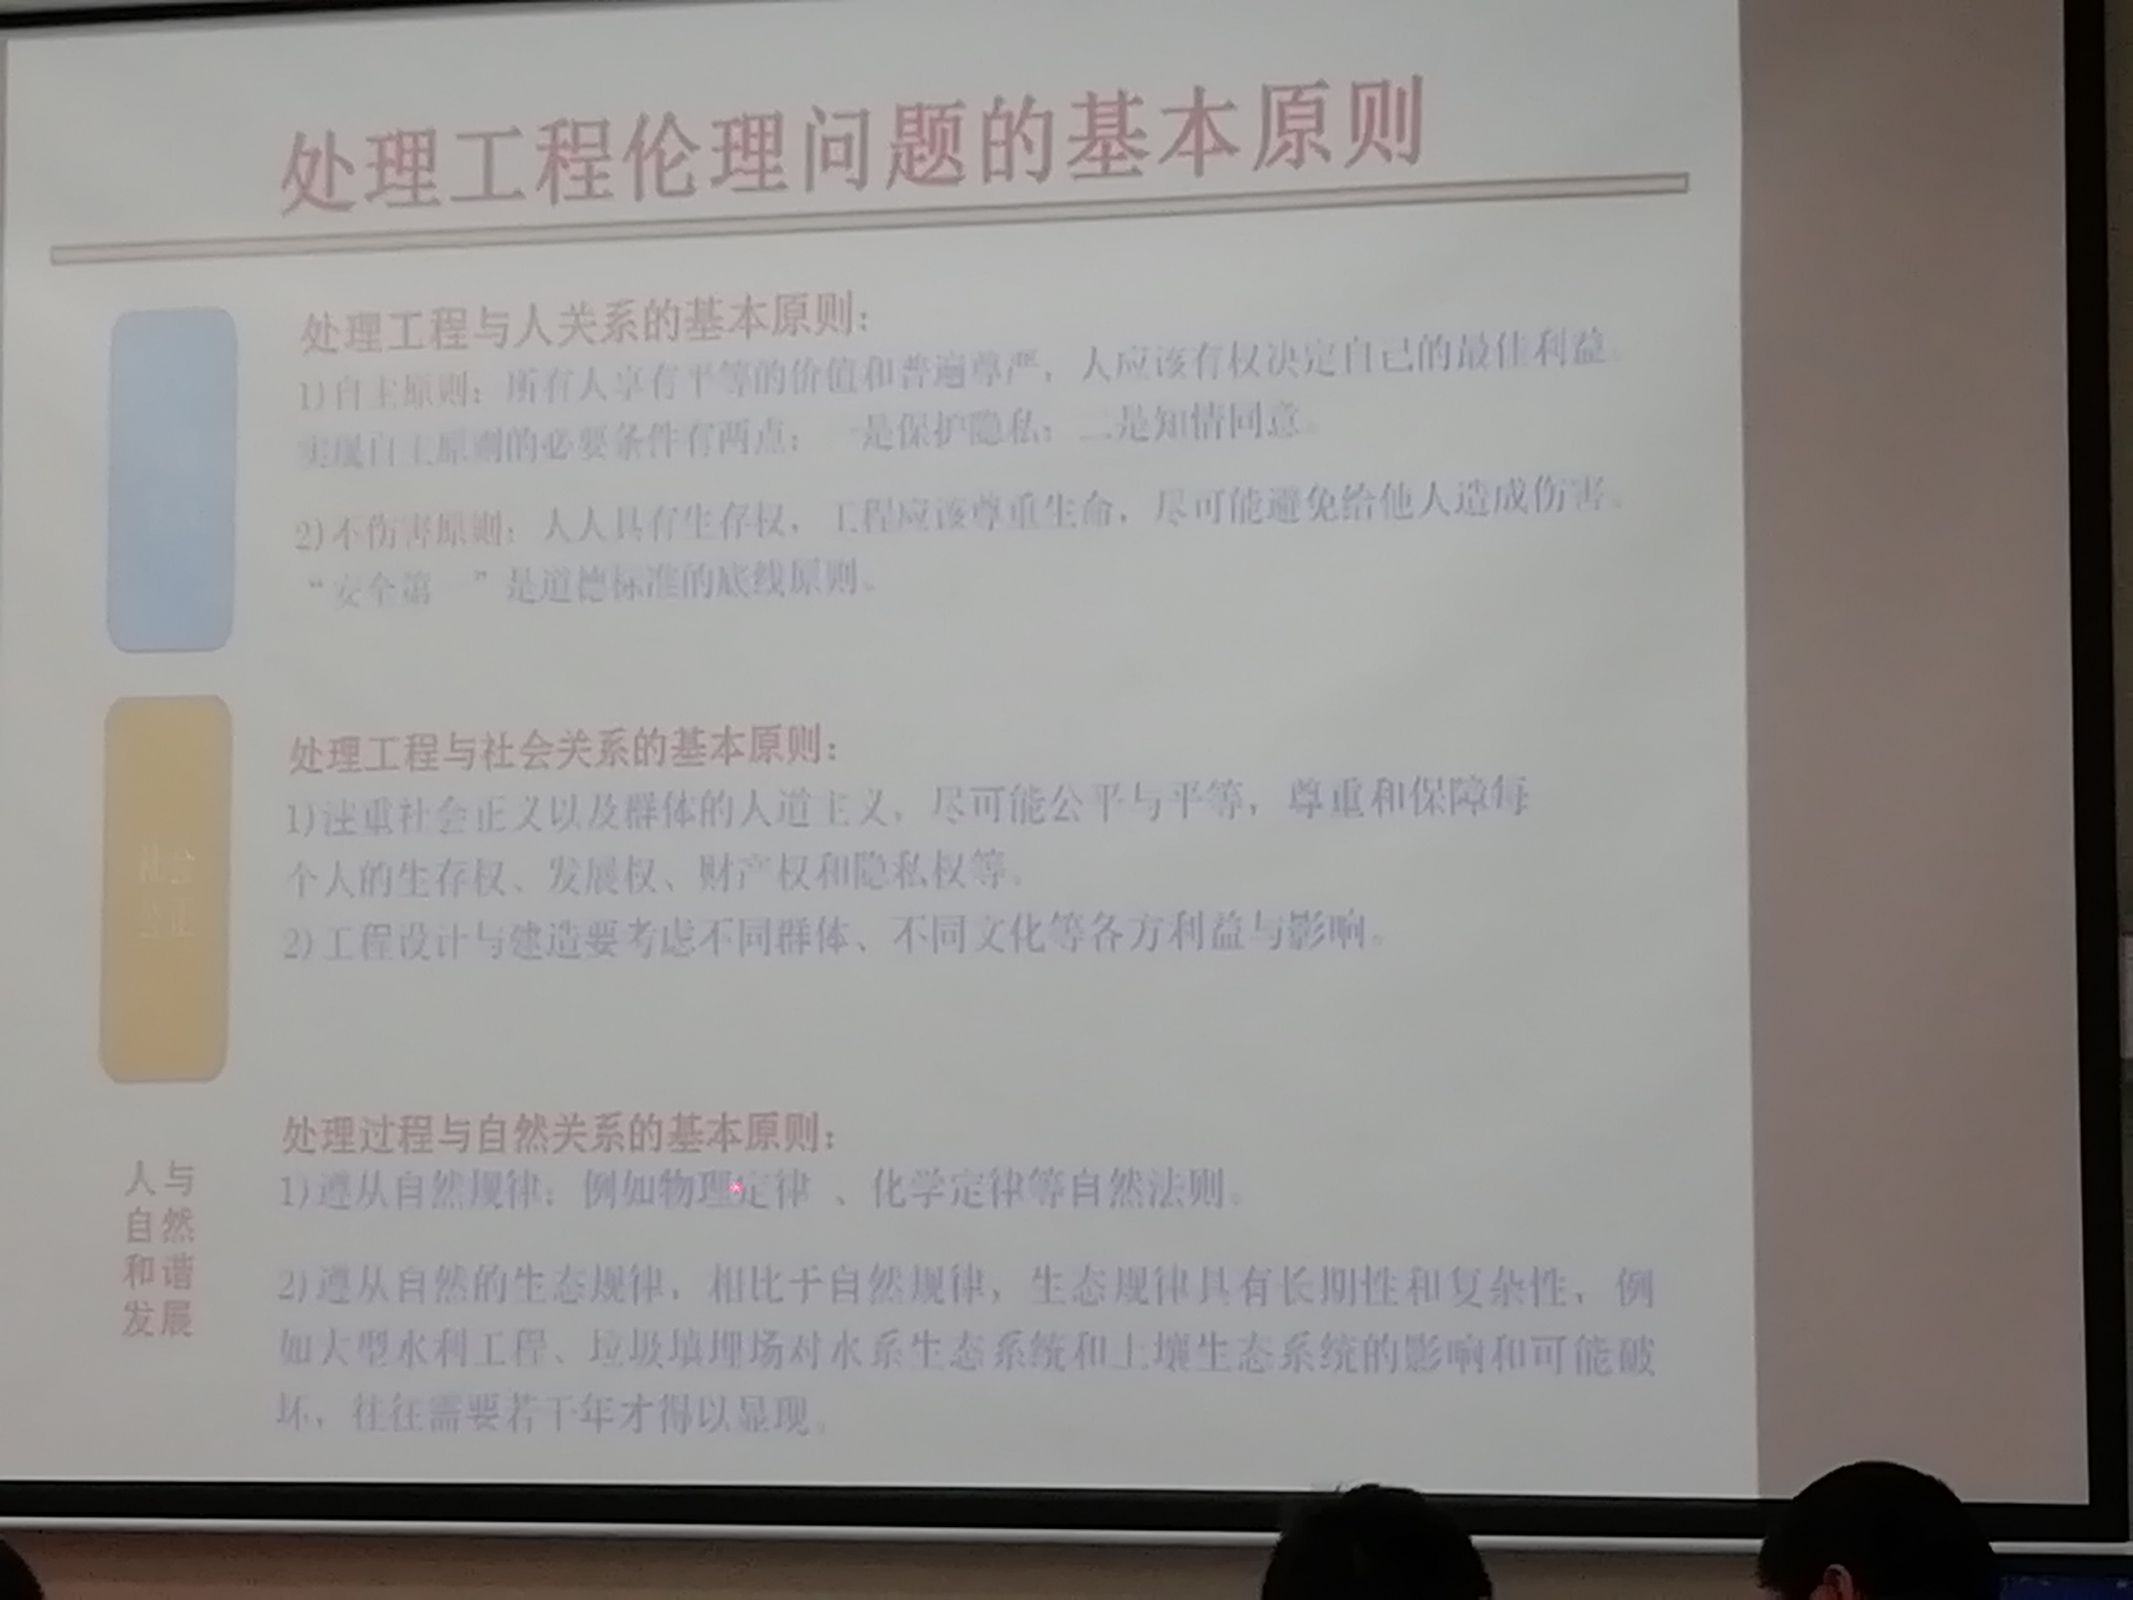 处理工程伦理问题的基本原则
处理工程与人关系的基本原则:
1)自主原则:所有人享有平等的价值和普遍尊严,人应该有权决定自己的最佳利益。
实现自主原则的必要条件有两点:一是保护隐私;二是知情同意。
2)不伤害原则:人人具有生存权,工程应该尊重生命,尽可能避免给他人造成伤害。
“安全第一”是道德标准的底线原则。
社会
公正
处理工程与社会关系的基本原则:
1)注重社会正义以及群体的人道主义,尽可能公平与平等,尊重和保障每
个人的生存权、发展权、财产权和隐私权等。
2)工程设计与建造要考虑不同群体、不同文化等各方利益与影响。
人与
自然
和谐
发展
处理过程与自然关系的基本原则:
1)遵从自然规律:例如物理定律 、化学定律等自然法则。
2)遵从自然的生态规律,相比于自然规律,生态规律具有长期性和复杂性,例
如大型水利工程、垃圾填埋场对水系生态系统和土壤生态系统的影响和可能破
坏,往往需要若干年才得以显现。